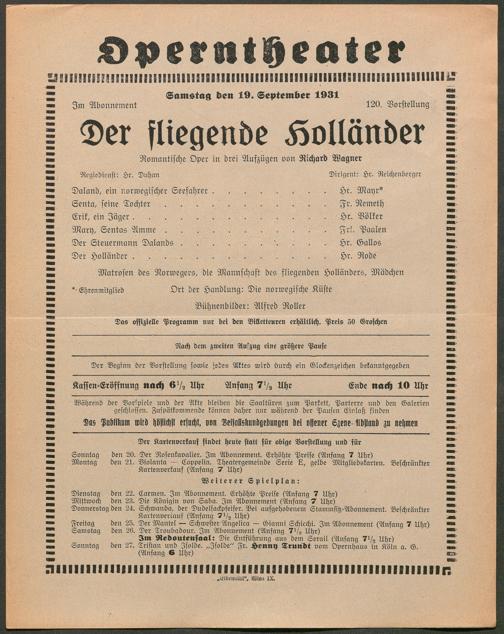 Operntheater
Samstag den 19. September 1931
Im Abonnement 120. Vorstellung
Der fliegende Holländer
Romantische Oper in drei Aufzügen von Richard Wagner
Regiedienst: Hr. Duhan Dirigent: Hr. Reichenberger
Daland, ein norwegischer Seefahrer . . . . . . . . . Hr. Mayr*
Senta, seine Tochter . . . . . . . . . . . . Fr. Nemeth
Erik, ein Jäger . . . . . . . . . . . . . Hr. Völker
Mary, Sentas Amme . . . . . . . . . . . Frl. Paalen
Der Steuermann Dalands . . . . . . . . . . Hr. Gallos
Der Holländer . . . . . . . . . . . . . Hr. Rode
Matrosen des Norwegers, die Mannschaft des fliegenden Holländers, Mädchen
*Ehrenmitglied Ort der Handlung: Die norwegische Küste
Bühnenbilder: Alfred Roller
Das offizielle Programm nur bei den Billetteuren erhältlich. Preis 50 Groschen
Nach dem zweiten Aufzug eine größere Pause
Der Beginn der Vorstellung sowie jedes Aktes wird durch ein Glockenzeichen bekanntgegeben
Kassen-Eröffnung nach 6½ Uhr Anfang 7½ Uhr Ende nach 10 Uhr
Während der Vorspiele und der Akte bleiben die Saaltüren zum Parkett, Parterre und den Galerien
geschlossen. Zuspätkommende können daher nur während der Pausen Einlaß finden
Das Publikum wird höflichst ersucht, von Beifallskundgebungen bei offener Szene Abstand zu nehmen
Der Kartenverkauf findet heute statt für obige Vorstellung und für
Sonntag den 20. Der Rosenkavalier. Im Abonnement. Erhöhte Preise (Anfang 7 Uhr)
Montag den 21. Violanta — Coppelia. Theatergemeinde Serie E, gelbe Mitgliedskarten. Beschränkter
Kartenverkauf (Anfang 7 Uhr)
Weiterer Spielplan:
Dienstag den 22. Carmen. Im Abonnement. Erhöhte Preise (Anfang 7 Uhr)
Mittwoch den 23. Die Königin von Saba. Im Abonnement (Anfang 7 Uhr)
Donnerstag den 24. Schwanda, der Dudelsackpfeifer. Bei aufgehobenem Stammsitz-Abonnement. Beschränkter
Kartenverkauf (Anfang 7½ Uhr)
Freitag den 25. Der Mantel — Schwester Angelica — Gianni Schicchi. Im Abonnement (Anfang 7 Uhr)
Samstag den 26. Der Troubadour. Im Abonnement (Anfang 7½ Uhr)
Im Redoutensaal: Die Entführung aus dem Serail (Anfang 7½ Uhr)
Sonntag den 27. Tristan und Isolde. „Isolde“ Fr. Henny Trundt vom Opernhaus in Köln a. G.
(Anfang 6 Uhr)
„Elbemühl“, Wien IX.